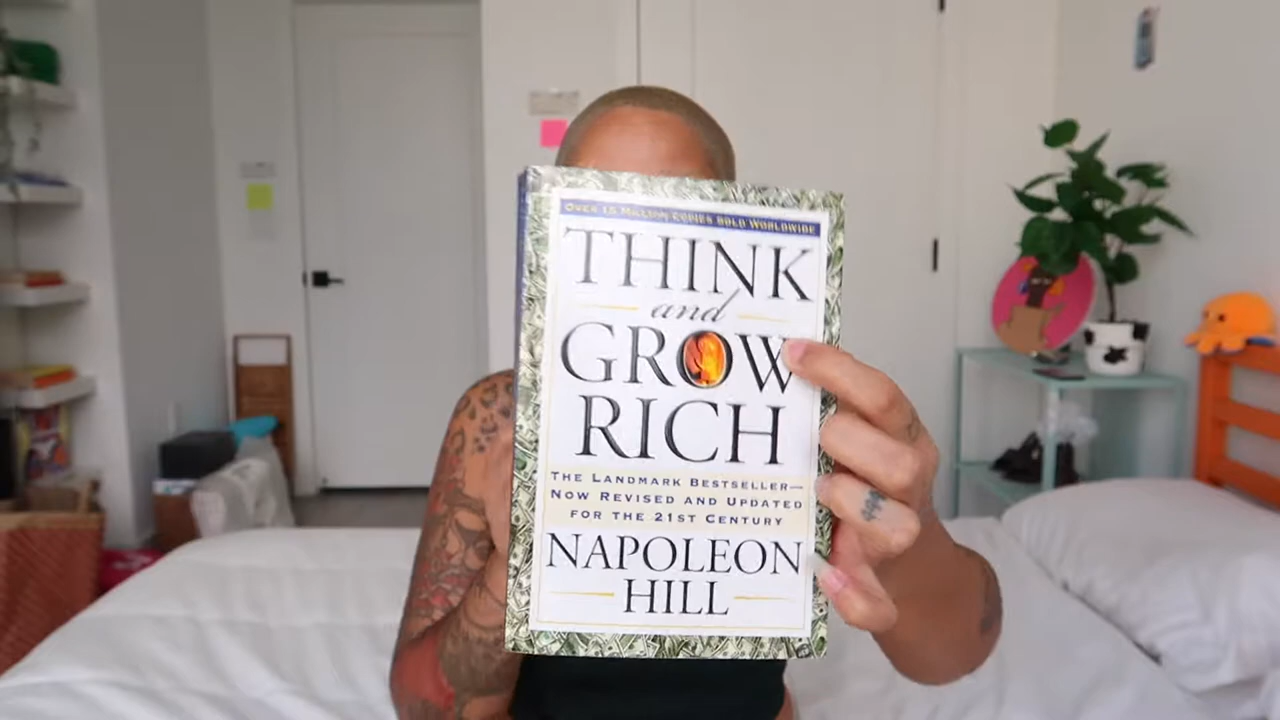 OVER 15 MILLION COPIES SOLD WORLDWIDE
THINK
and
GROW
RICH
THE LANDMARK BESTSELLER—
NOW REVISED AND UPDATED
FOR THE 21ST CENTURY
NAPOLEON
HILL